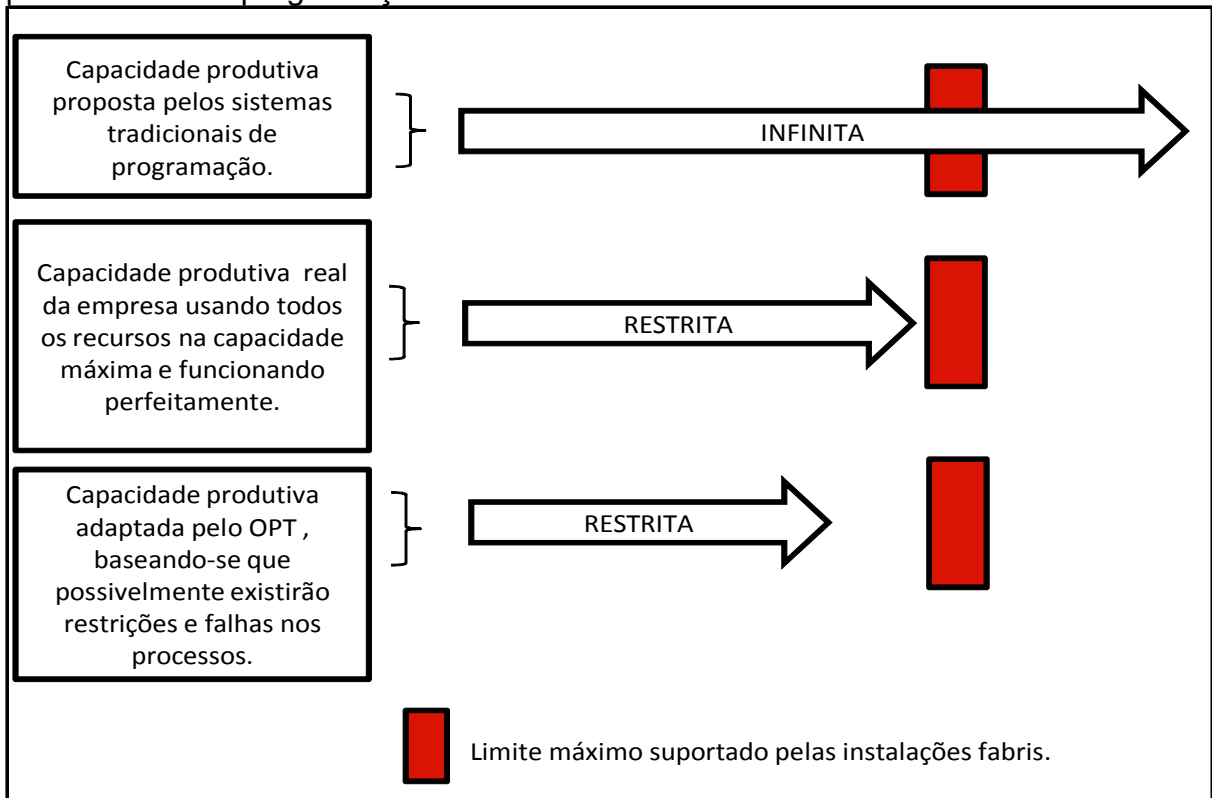 Capacidade produtiva
proposta pelos sistemas
tradicionais de
programação.
INFINITA
Capacidade produtiva real
da empresa usando todos
os recursos na capacidade
máxima e funcionando
perfeitamente.
RESTRITA
Capacidade produtiva
adaptada pelo OPT ,
baseando-se que
possivelmente existirão
restrições e falhas nos
processos.
RESTRITA
Limite máximo suportado pelas instalações fabris.